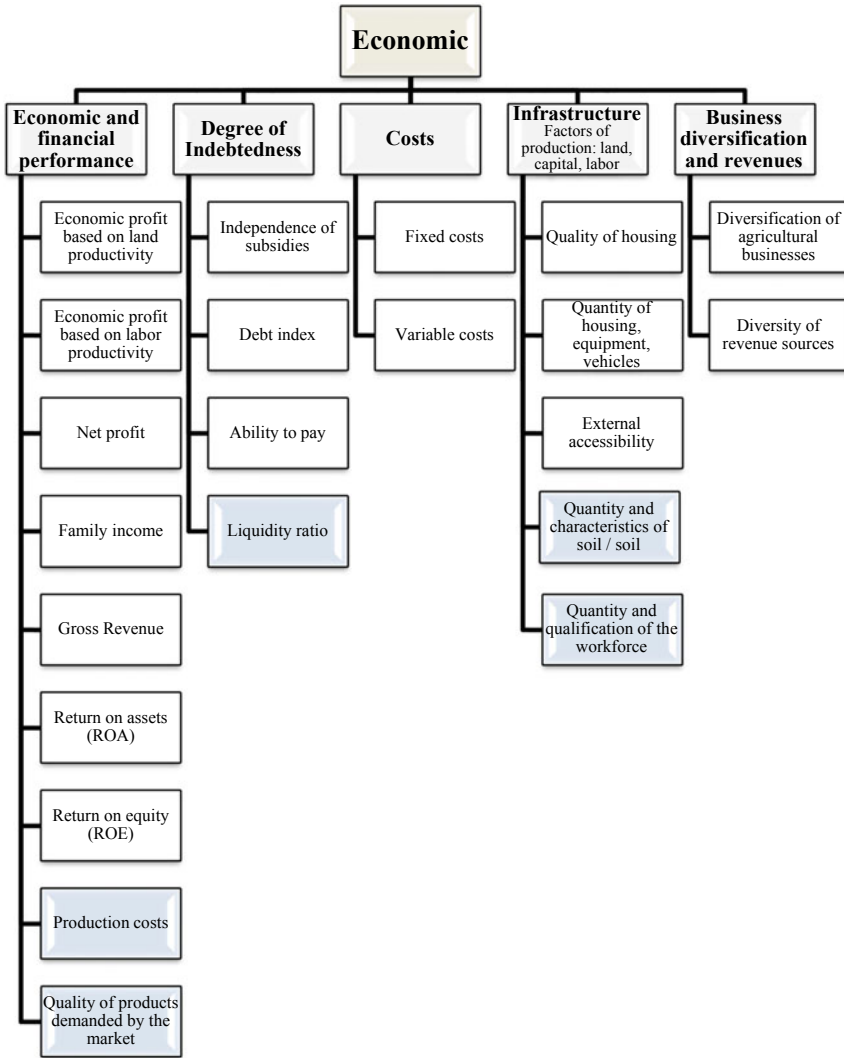 Economic
Economic and
financial
performance
Economic profit
based on land
productivity
Economic profit
based on labor
productivity
Net profit
Family income
Gross Revenue
Return on assets
(ROA)
Return on equity
(ROE)
Production costs
Quality of products
demanded by the
market
Degree of
Indebtedness
Independence of
subsidies
Debt index
Ability to pay
Liquidity ratio
Costs
Fixed costs
Variable costs
Infrastructure
Factors of
production: land,
capital, labor
Quality of housing
Quantity of
housing,
equipment,
vehicles
External
accessibility
Quantity and
characteristics of
soil / soil
Quantity and
qualification of the
workforce
Business
diversification
and revenues
Diversification of
agricultural
businesses
Diversity of
revenue sources